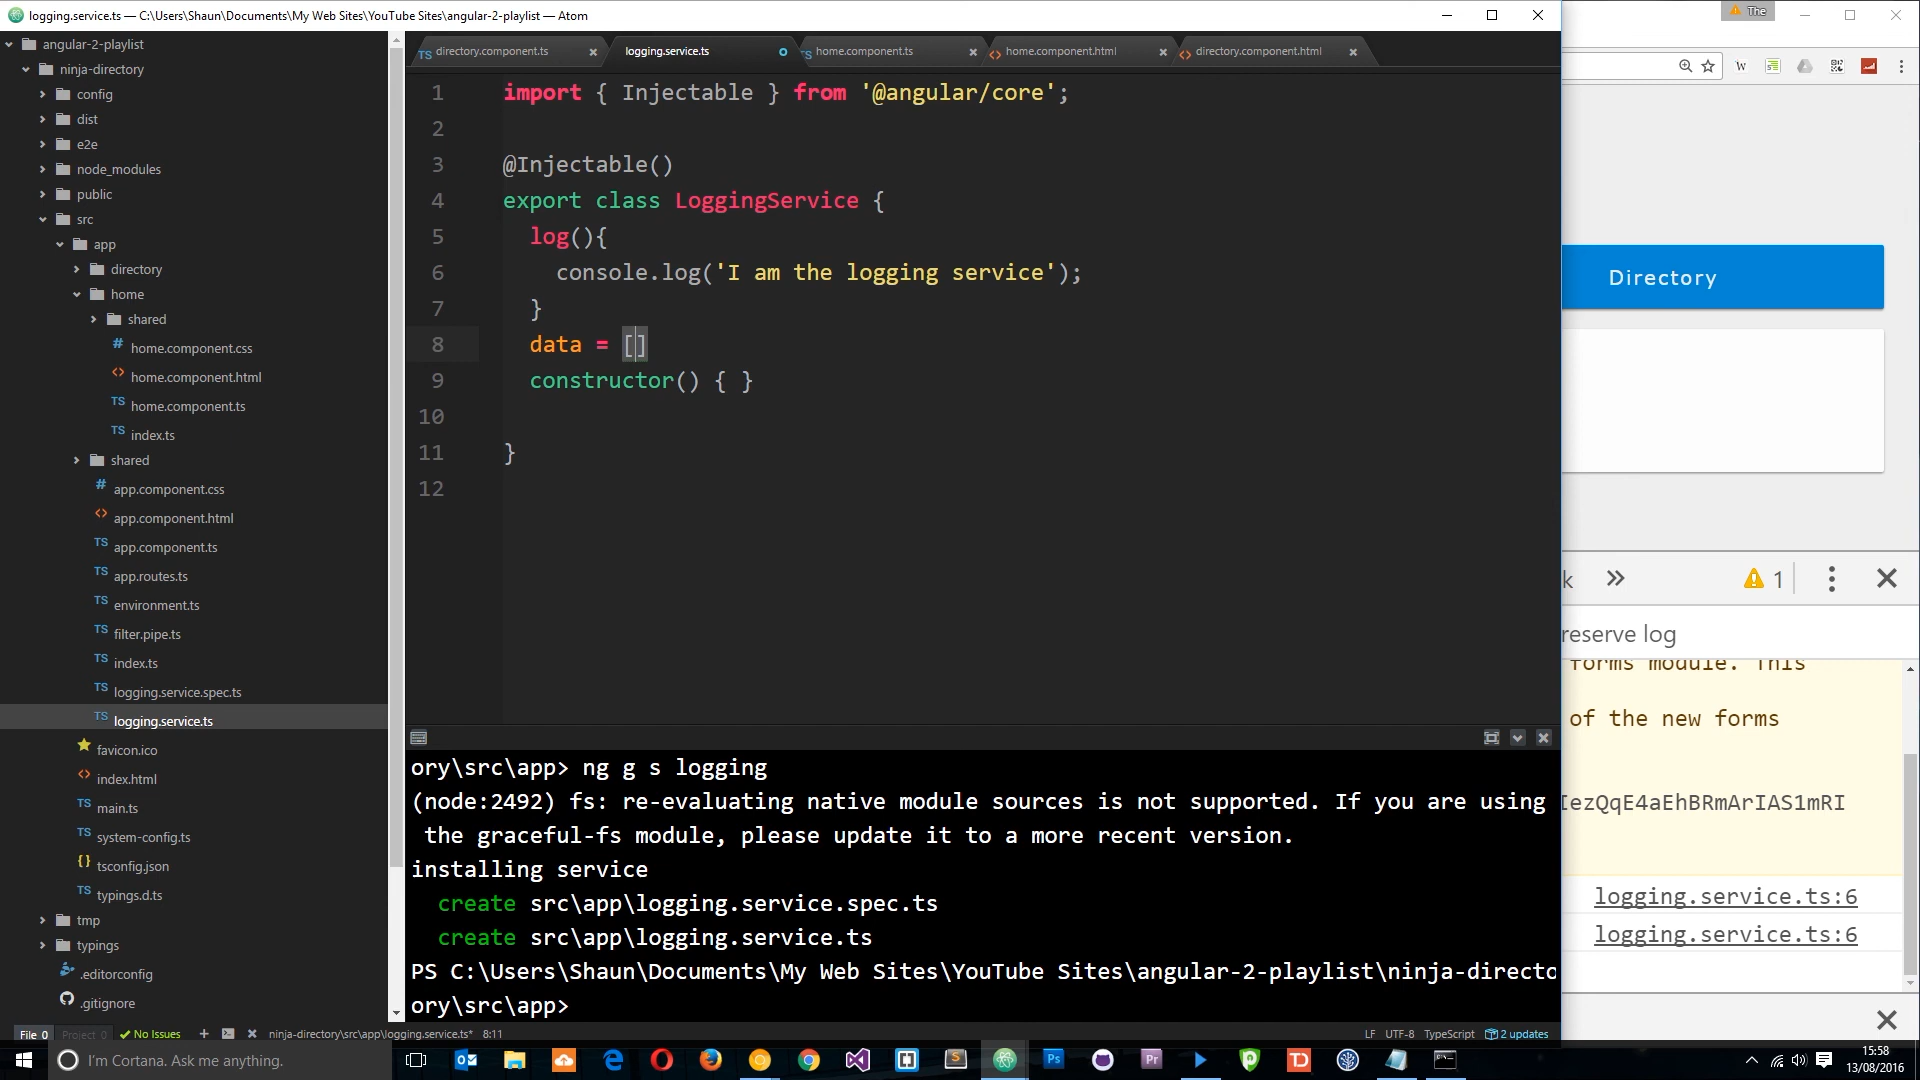 logging.service.ts — C:\Users\Shaun\Documents\My Web Sites\YouTube Sites\angular-2-playlist — Atom
The
angular-2-playlist
ninja-directory
config
dist
e2e
node_modules
public
src
app
directory
home
shared
home.component.css
home.component.html
home.component.ts
index.ts
shared
app.component.css
app.component.html
app.component.ts
app.routes.ts
environment.ts
filter.pipe.ts
index.ts
logging.service.spec.ts
logging.service.ts
favicon.ico
index.html
main.ts
system-config.ts
tsconfig.json
typings.d.ts
tmp
typings
.editorconfig
.gitignore
directory.component.ts
logging.service.ts
home.component.ts
home.component.html
directory.component.html
1 import { Injectable } from '@angular/core';
2
3 @Injectable()
4 export class LoggingService {
5 log(){
6 console.log('I am the logging service');
7 }
8 data = []
9 constructor() { }
10
11 }
12
ory\src\app> ng g s logging
(node:2492) fs: re-evaluating native module sources is not supported. If you are using
the graceful-fs module, please update it to a more recent version.
installing service
create src\app\logging.service.spec.ts
create src\app\logging.service.ts
PS C:\Users\Shaun\Documents\My Web Sites\YouTube Sites\angular-2-playlist\ninja-directo
ory\src\app>
File 0 Project 0 No Issues ninja-directory\src\app\logging.service.ts* 8:11
LF UTF-8 TypeScript 2 updates
Directory
k
1
reserve log
forms module. This
of the new forms
IezQqE4aEhBRmArIAS1mRI
logging.service.ts:6
logging.service.ts:6
I'm Cortana. Ask me anything.
15:58
13/08/2016